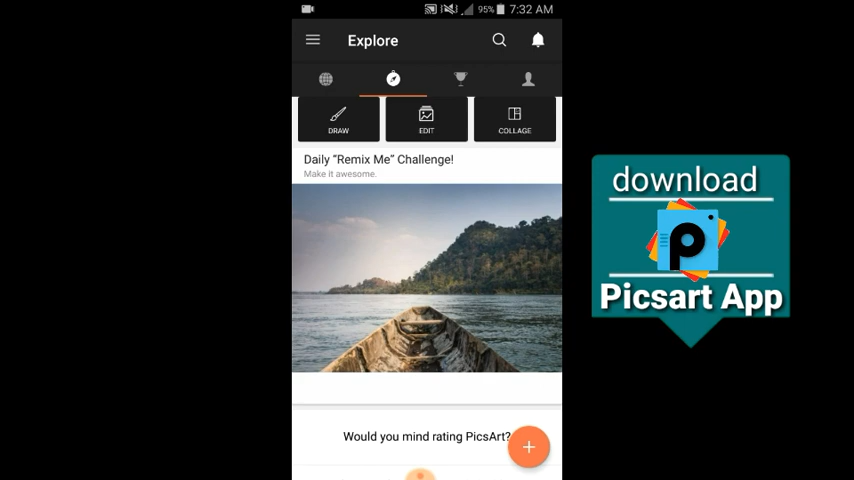 95% 7:32 AM
Explore
DRAW EDIT COLLAGE
Daily “Remix Me” Challenge!
Make it awesome.
Would you mind rating PicsArt?
+
download
p
Picsart App